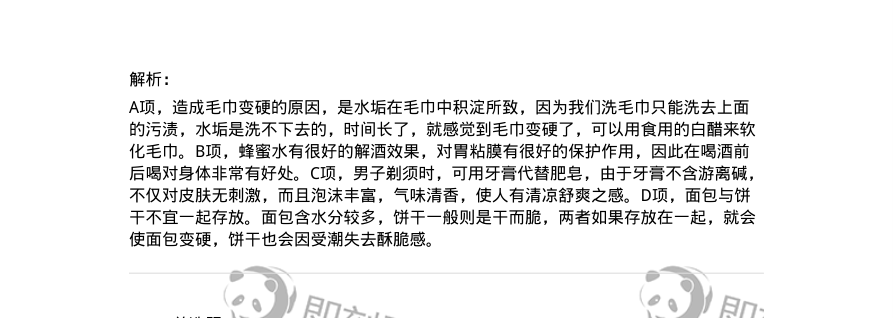 解析：
A项，造成毛巾变硬的原因，是水垢在毛巾中积淀所致，因为我们洗毛巾只能洗去上面
的污渍，水垢是洗不下去的，时间长了，就感觉到毛巾变硬了，可以用食用的白醋来软
化毛巾。B项，蜂蜜水有很好的解酒效果，对胃粘膜有很好的保护作用，因此在喝酒前
后喝对身体非常有好处。C项，男子剃须时，可用牙膏代替肥皂，由于牙膏不含游离碱，
不仅对皮肤无刺激，而且泡沫丰富，气味清香，使人有清凉舒爽之感。D项，面包与饼
干不宜一起存放。面包含水分较多，饼干一般则是干而脆，两者如果存放在一起，就会
使面包变硬，饼干也会因受潮失去酥脆感。